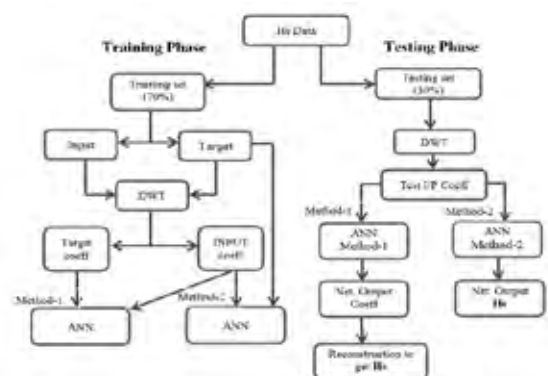 Hs Data
Training Phase
Testing Phase
Training set
(70%)
Testing set
(30%)
Input
Target
DWT
DWT
Test I/P Coeff
Method-1
Method-2
Target
coeff
INPUT
coeff
ANN
Method-1
ANN
Method-2
Method-1
Method-2
ANN
ANN
Net. Output
Coeff
Net. Output
Hs
Reconstruction to
get Hs